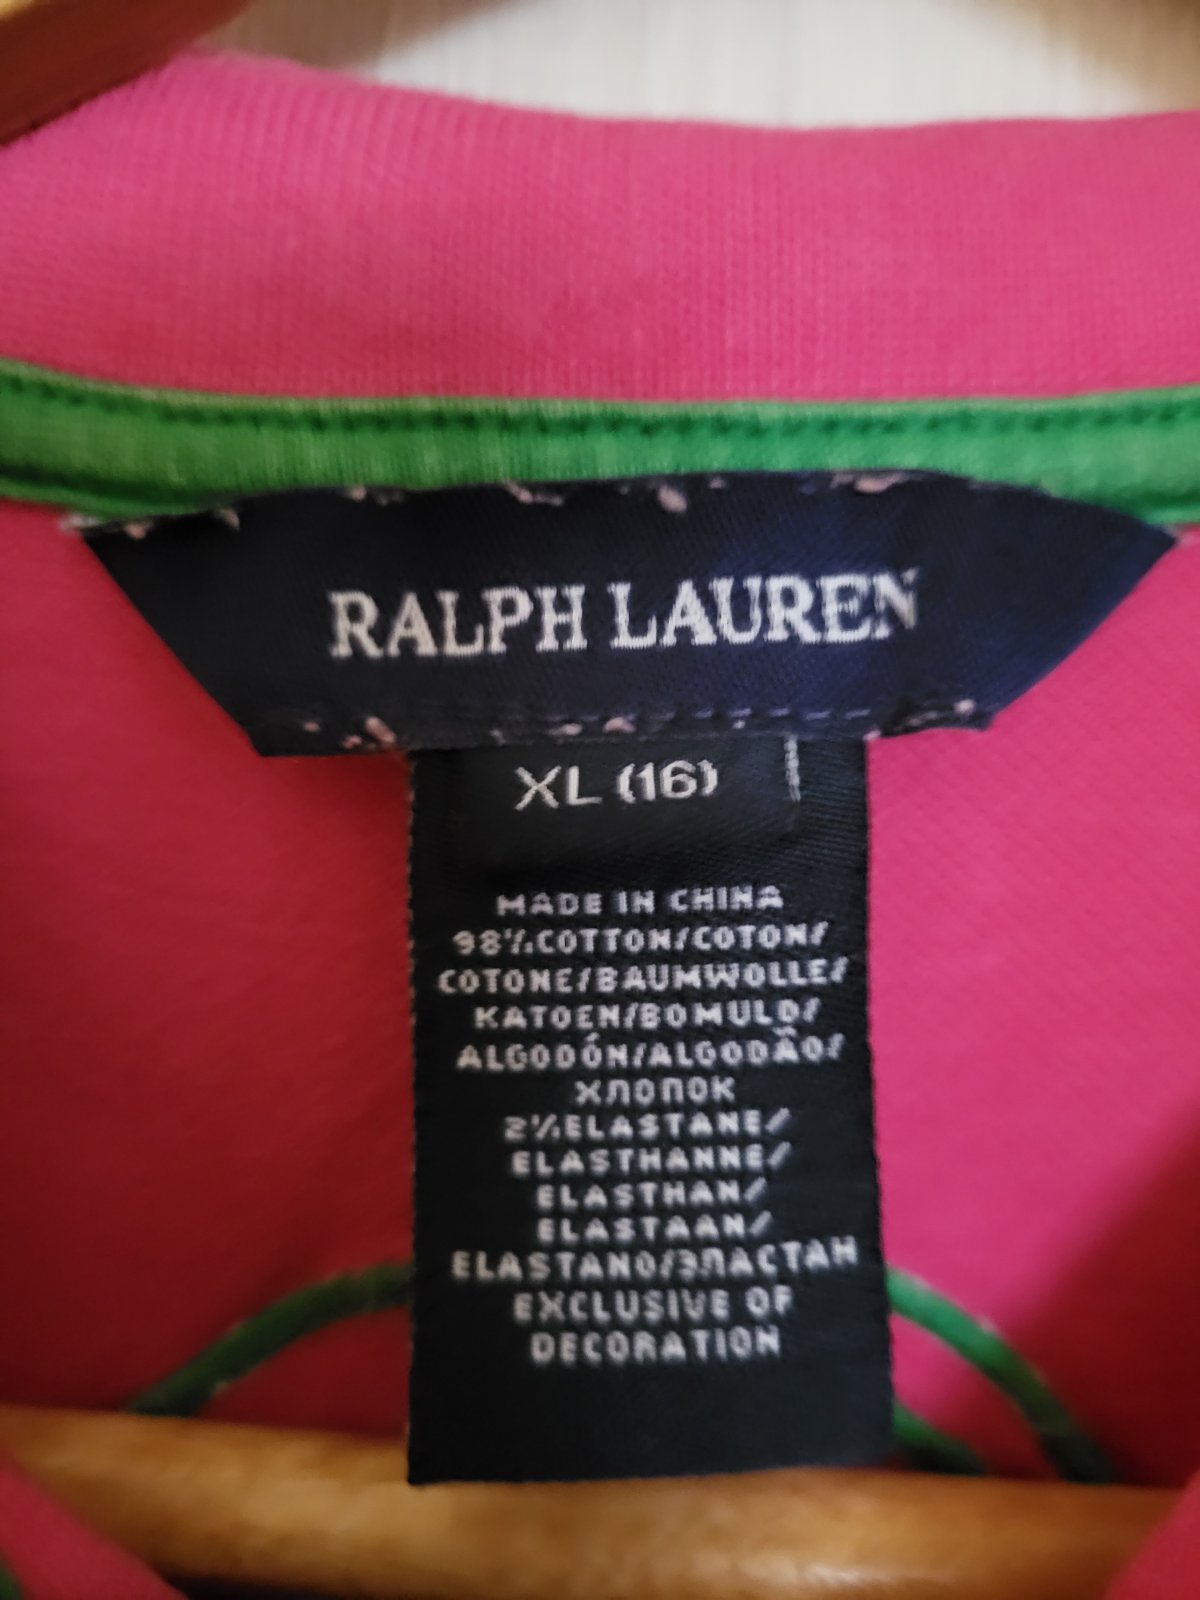 RALPH LAUREN
XL (16)
MADE IN CHINA
98% COTTON/COTON/
COTONE/BAUMWOLLE/
KATOEN/BOMULD/
ALGODÓN/ALGODÃO/
ХЛОПОК
2% ELASTANE/
ELASTHANNE/
ELASTHAN/
ELASTAAN/
ELASTANO/ЭЛАСТАН
EXCLUSIVE OF
DECORATION